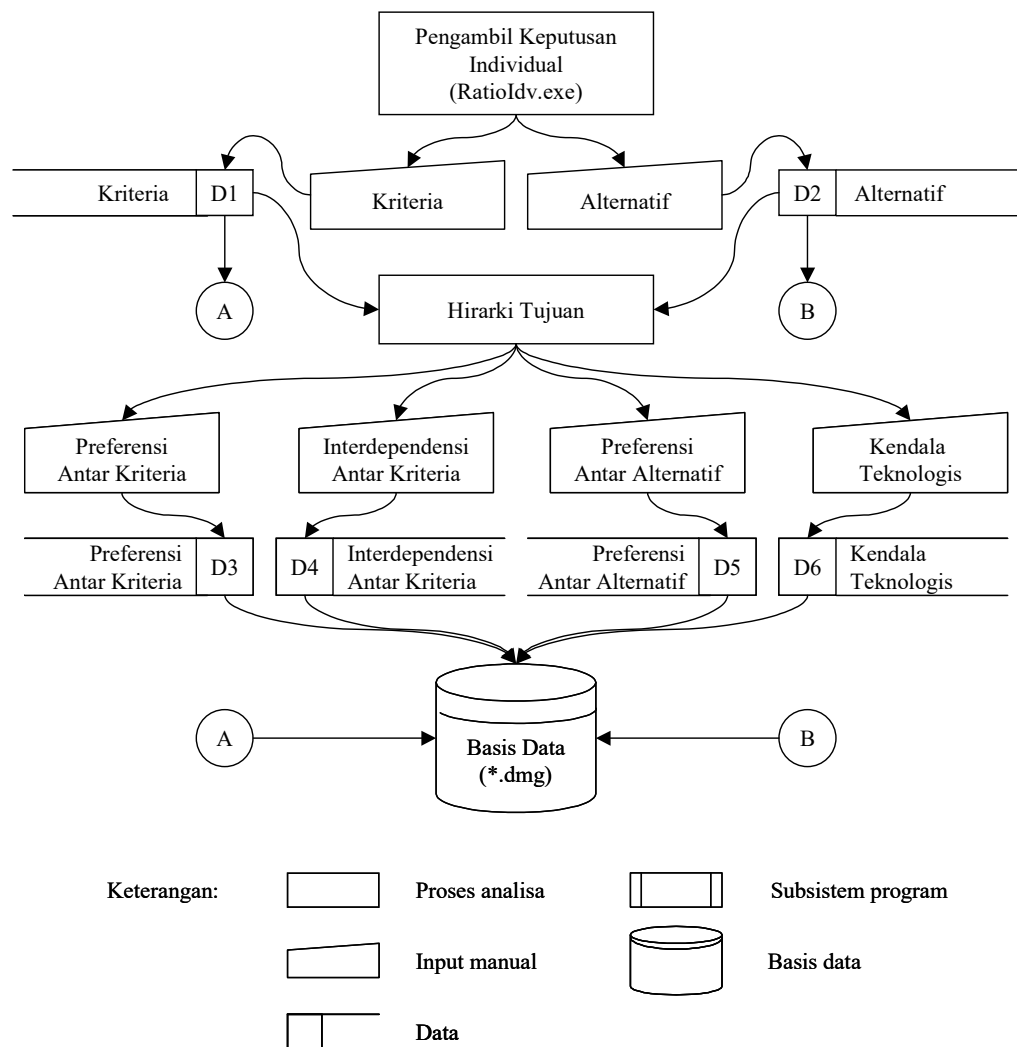 Pengambil Keputusan
Individual
(RatioIdv.exe)
Kriteria
D1
Kriteria
Alternatif
D2
Alternatif
A
Hirarki Tujuan
B
Preferensi
Antar Kriteria
Interdependensi
Antar Kriteria
Preferensi
Antar Alternatif
Kendala
Teknologis
Preferensi
Antar Kriteria
D3
D4
Interdependensi
Antar Kriteria
Preferensi
Antar Alternatif
D5
D6
Kendala
Teknologis
A
Basis Data
(*.dmg)
B
Keterangan:
Proses analisa
Subsistem program
Input manual
Basis data
Data